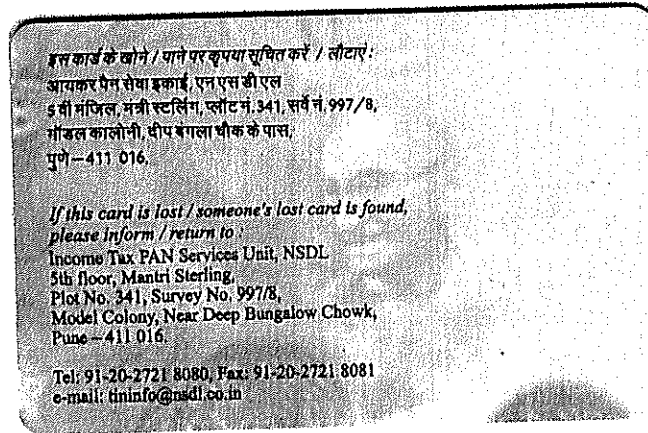 इस कार्ड के खोने / पाने पर कृपया सूचित करें / लौटाएं :
आयकर पैन सेवा इकाई, एन एस डी एल
5 वी मंजिल, मंत्री स्टर्लिंग, प्लॉट नं. 341, सर्वे नं. 997/8,
मॉडल कालोनी, दीप बंगला चौक के पास,
पुणे – 411 016.
If this card is lost / someone's lost card is found,
please inform / return to :
Income Tax PAN Services Unit, NSDL
5th floor, Mantri Sterling,
Plot No. 341, Survey No. 997/8,
Model Colony, Near Deep Bungalow Chowk,
Pune – 411 016.
Tel: 91-20-2721 8080, Fax: 91-20-2721 8081
e-mail: tininfo@nsdl.co.in